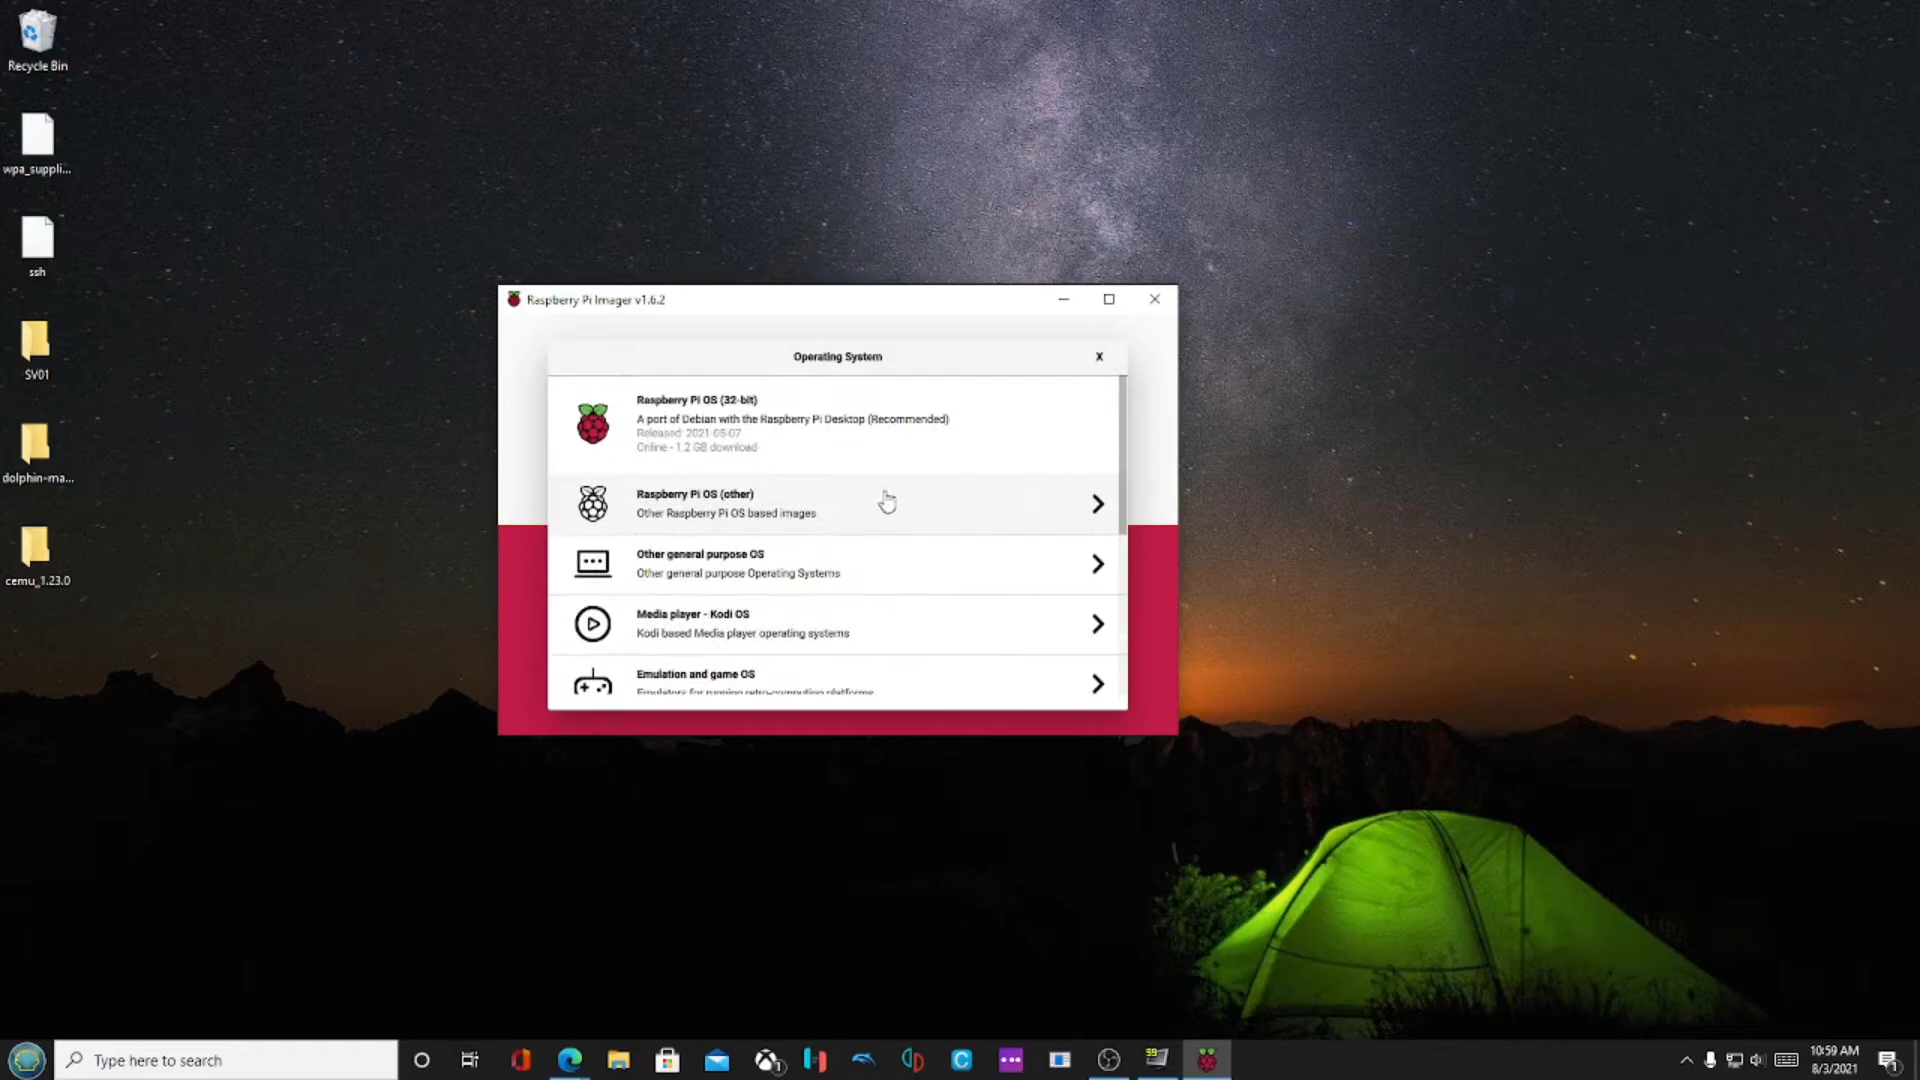 Recycle Bin
wpa_suppli...
ssh
SV01
dolphin-ma...
cemu_1.23.0
Raspberry Pi Imager v1.6.2
Operating System
X
Raspberry Pi OS (32-bit)
A port of Debian with the Raspberry Pi Desktop (Recommended)
Released: 2021-05-07
Online - 1.2 GB download
Raspberry Pi OS (other)
Other Raspberry Pi OS based images
Other general purpose OS
Other general purpose Operating Systems
Media player - Kodi OS
Kodi based Media player operating systems
Emulation and game OS
Emulators for running retro-computing platforms
Type here to search
1
C
99
10:59 AM
8/3/2021
1